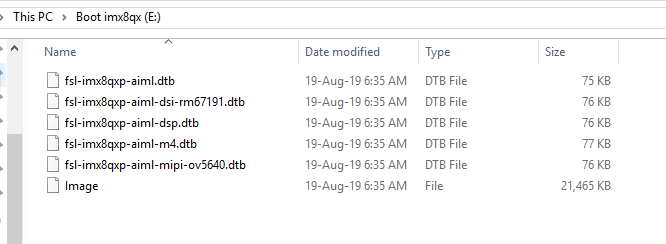 This PC > Boot imx8qx (E:)
Name Date modified Type Size
fsl-imx8qxp-aiml.dtb 19-Aug-19 6:35 AM DTB File 75 KB
fsl-imx8qxp-aiml-dsi-rm67191.dtb 19-Aug-19 6:35 AM DTB File 76 KB
fsl-imx8qxp-aiml-dsp.dtb 19-Aug-19 6:35 AM DTB File 76 KB
fsl-imx8qxp-aiml-m4.dtb 19-Aug-19 6:35 AM DTB File 77 KB
fsl-imx8qxp-aiml-mipi-ov5640.dtb 19-Aug-19 6:35 AM DTB File 76 KB
Image 19-Aug-19 6:35 AM File 21,465 KB